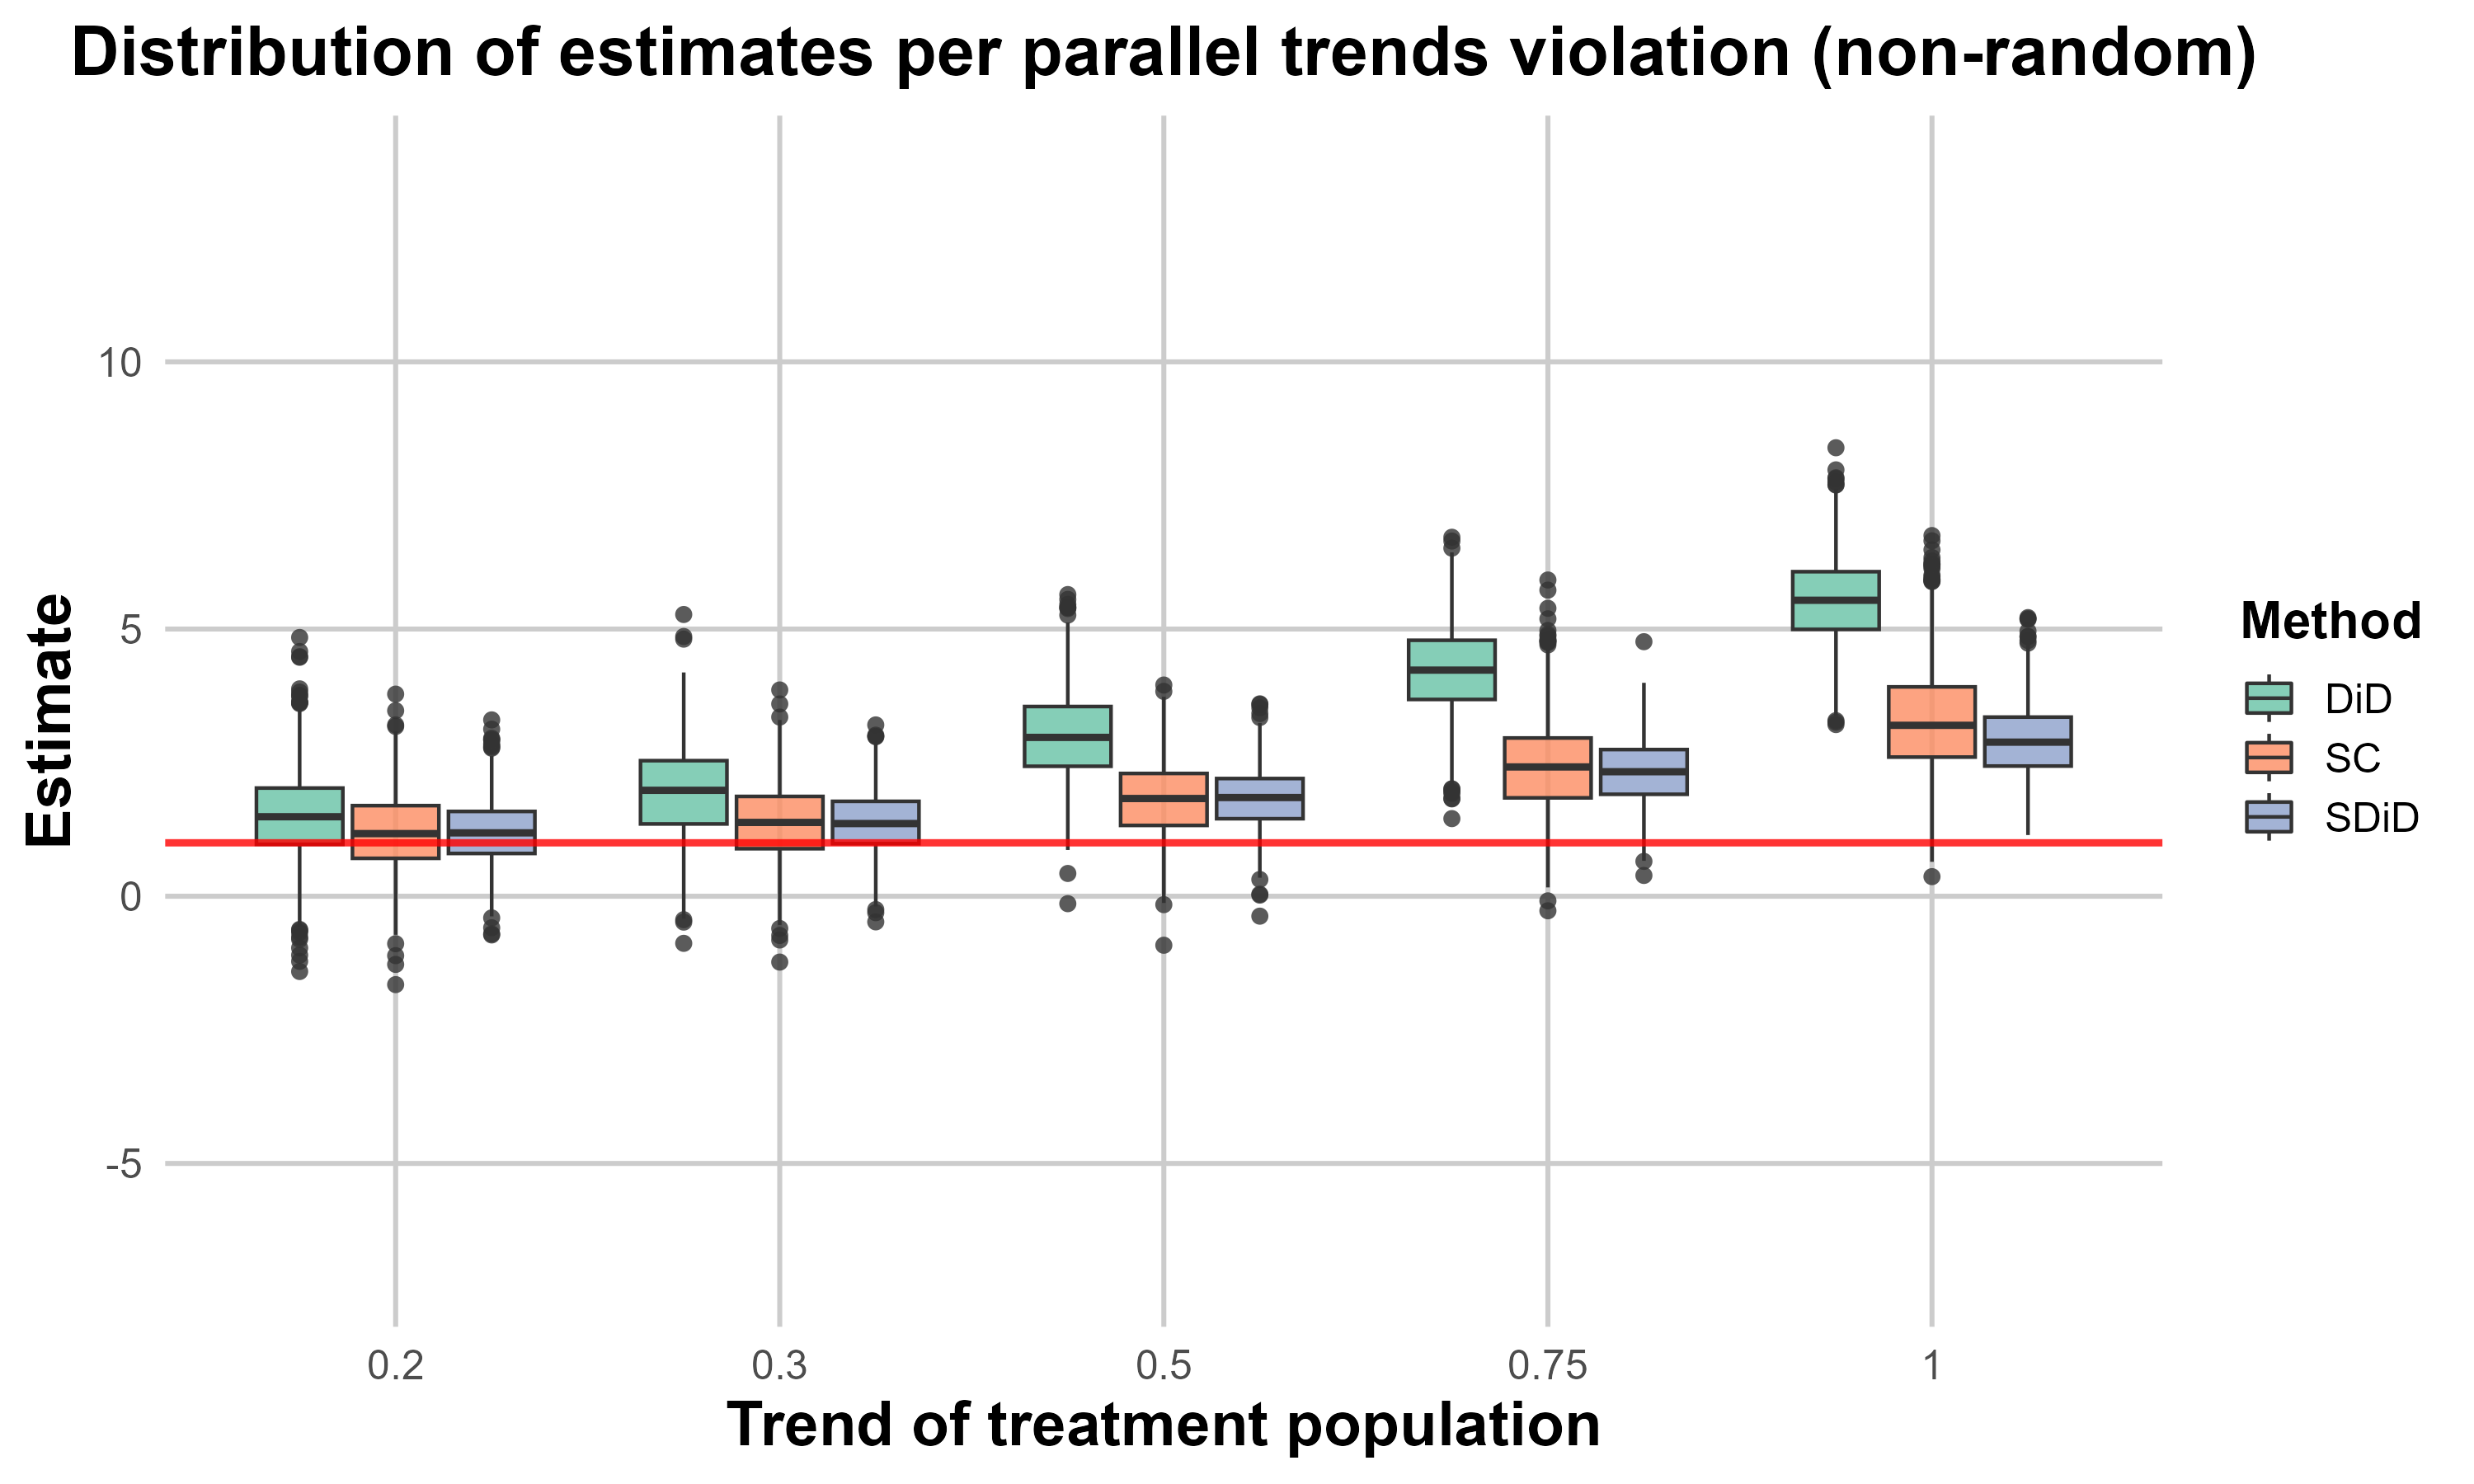 Distribution of estimates per parallel trends violation (non-random)
Estimate
10
5
0
-5
0.2
0.3
0.5
0.75
1
Trend of treatment population
Method
DiD
SC
SDiD